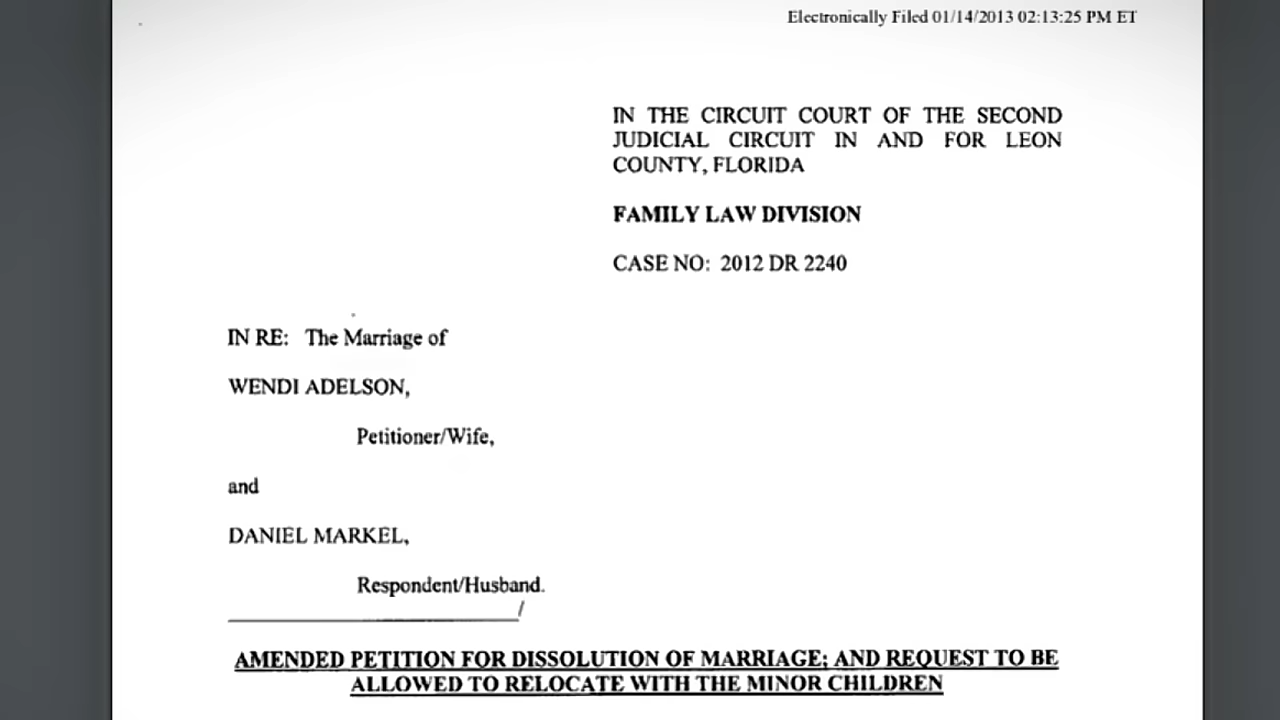 Electronically Filed 01/14/2013 02:13:25 PM ET
IN THE CIRCUIT COURT OF THE SECOND
JUDICIAL CIRCUIT IN AND FOR LEON
COUNTY, FLORIDA
FAMILY LAW DIVISION
CASE NO: 2012 DR 2240
IN RE: The Marriage of
WENDI ADELSON,
Petitioner/Wife,
and
DANIEL MARKEL,
Respondent/Husband.
/
AMENDED PETITION FOR DISSOLUTION OF MARRIAGE; AND REQUEST TO BE
ALLOWED TO RELOCATE WITH THE MINOR CHILDREN